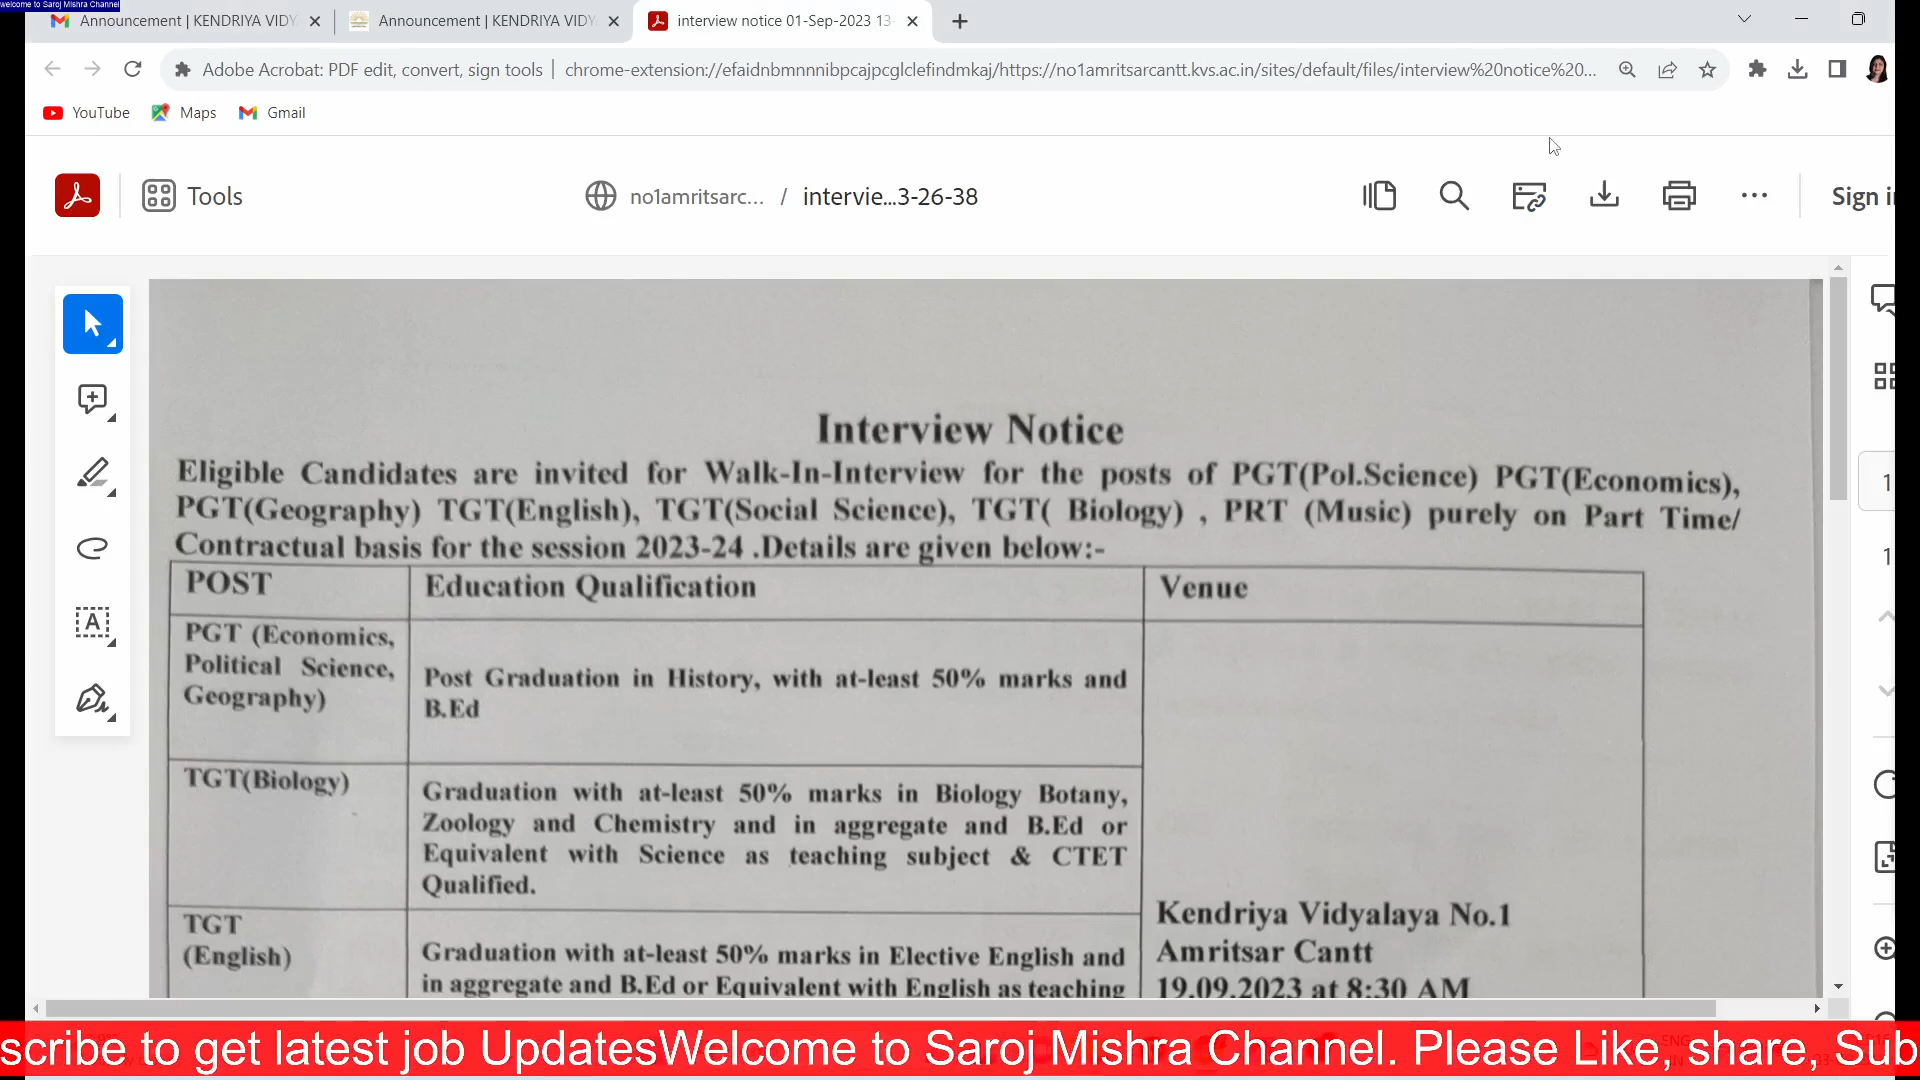 welcome to Saroj Mishra Channel
Announcement | KENDRIYA VIDY
Announcement | KENDRIYA VIDY
interview notice 01-Sep-2023 13
Adobe Acrobat: PDF edit, convert, sign tools | chrome-extension://efaidnbmnnnibpcajpcglclefindmkaj/https://no1amritsarcantt.kvs.ac.in/sites/default/files/interview%20notice%20...
YouTube Maps Gmail
Tools
no1amritsarc... / intervie...3-26-38
Sign in
Interview Notice
Eligible Candidates are invited for Walk-In-Interview for the posts of PGT(Pol.Science) PGT(Economics),
PGT(Geography) TGT(English), TGT(Social Science), TGT( Biology) , PRT (Music) purely on Part Time/
Contractual basis for the session 2023-24 .Details are given below:-
POST Education Qualification Venue
PGT (Economics,
Political Science,
Geography)
Post Graduation in History, with at-least 50% marks and
B.Ed
TGT(Biology)
Graduation with at-least 50% marks in Biology Botany,
Zoology and Chemistry and in aggregate and B.Ed or
Equivalent with Science as teaching subject & CTET
Qualified.
TGT
(English)
Graduation with at-least 50% marks in Elective English and
in aggregate and B.Ed or Equivalent with English as teaching
Kendriya Vidyalaya No.1
Amritsar Cantt
19.09.2023 at 8:30 AM
1
1
scribe to get latest job UpdatesWelcome to Saroj Mishra Channel. Please Like, share, Sub